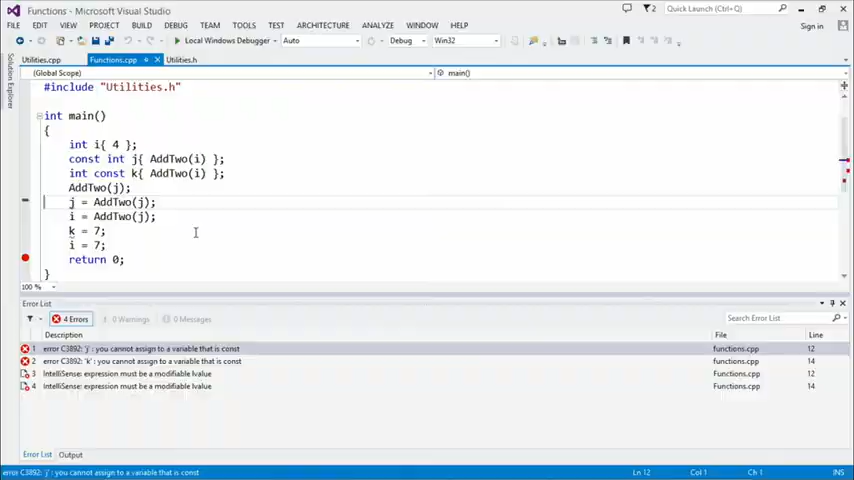 Functions.cpp - Microsoft Visual Studio
2
Quick Launch (Ctrl+Q)
FILE EDIT VIEW PROJECT BUILD DEBUG TEAM TOOLS TEST ARCHITECTURE ANALYZE WINDOW HELP
Sign in
Local Windows Debugger Auto Debug Win32
Solution Explorer
Utilities.cpp Functions.cpp Utilities.h
(Global Scope) main()
#include "Utilities.h"
int main()
{
int i{ 4 };
const int j{ AddTwo(i) };
int const k{ AddTwo(i) };
AddTwo(j);
j = AddTwo(j);
i = AddTwo(j);
k = 7;
i = 7;
return 0;
}
100 %
Error List
4 Errors 0 Warnings 0 Messages
Search Error List
Description File Line
1 error C3892: 'j' : you cannot assign to a variable that is const functions.cpp 12
2 error C3892: 'k' : you cannot assign to a variable that is const functions.cpp 14
3 IntelliSense: expression must be a modifiable lvalue Functions.cpp 12
4 IntelliSense: expression must be a modifiable lvalue Functions.cpp 14
Error List Output
error C3892: 'j' : you cannot assign to a variable that is const Ln 12 Col 1 Ch 1 INS